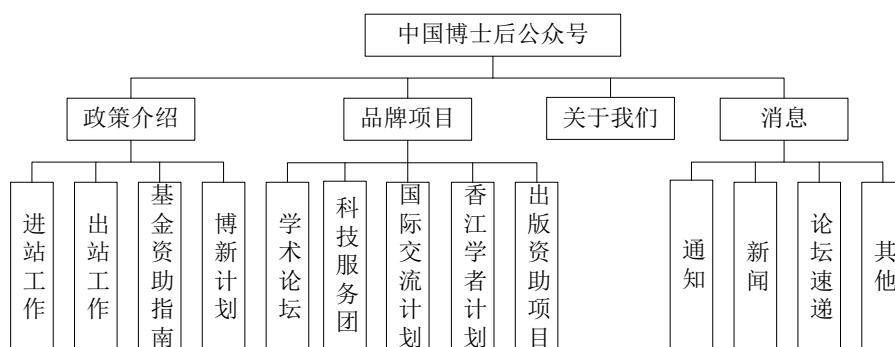 中国博士后公众号
政策介绍
品牌项目
关于我们
消息
进站工作
出站工作
基金资助指南
博新计划
学术论坛
科技服务团
国际交流计划
香江学者计划
出版资助项目
通知
新闻
论坛速递
其他